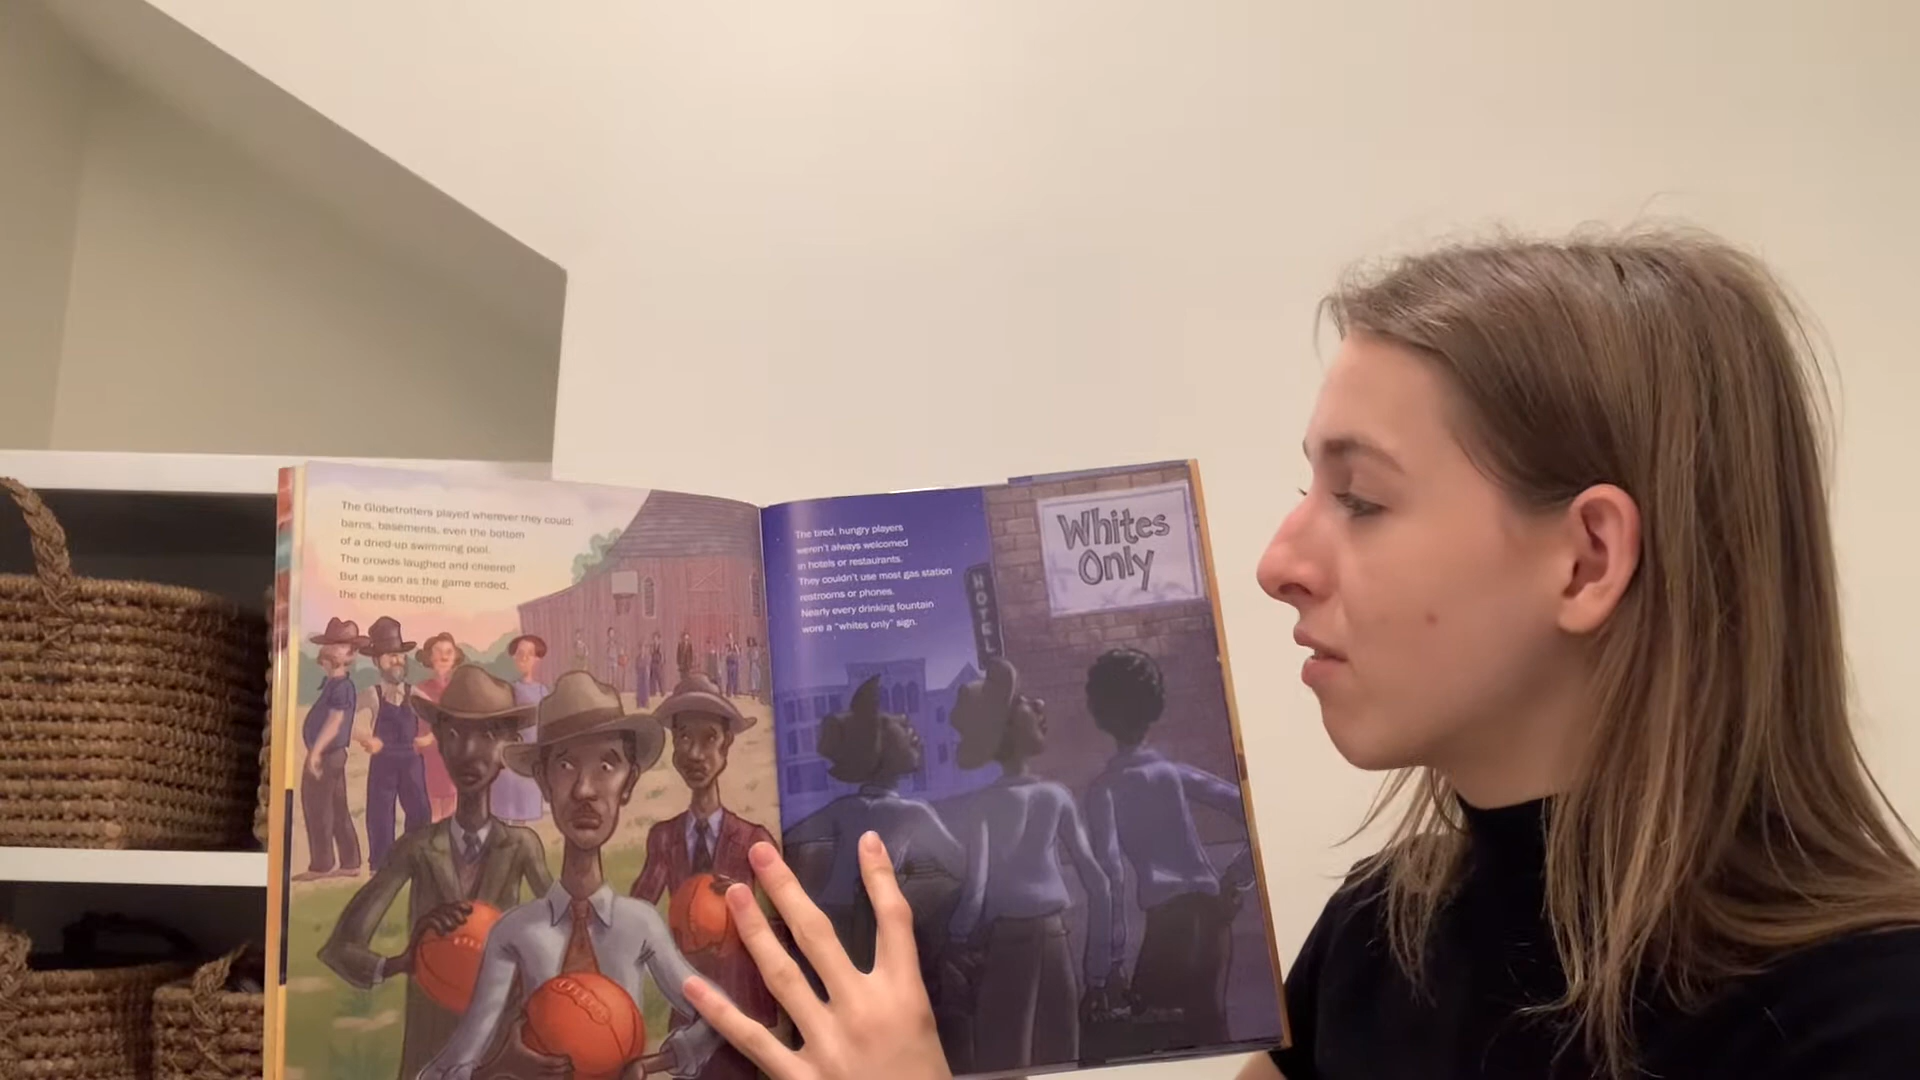 The Globetrotters played wherever they could:
barns, basements, even the bottom
of a dried-up swimming pool.
The crowds laughed and cheered!
But as soon as the game ended,
the cheers stopped.
The tired, hungry players
weren't always welcomed
in hotels or restaurants.
They couldn't use most gas station
restrooms or phones.
Nearly every drinking fountain
wore a "whites only" sign.
HOTEL
Whites
Only